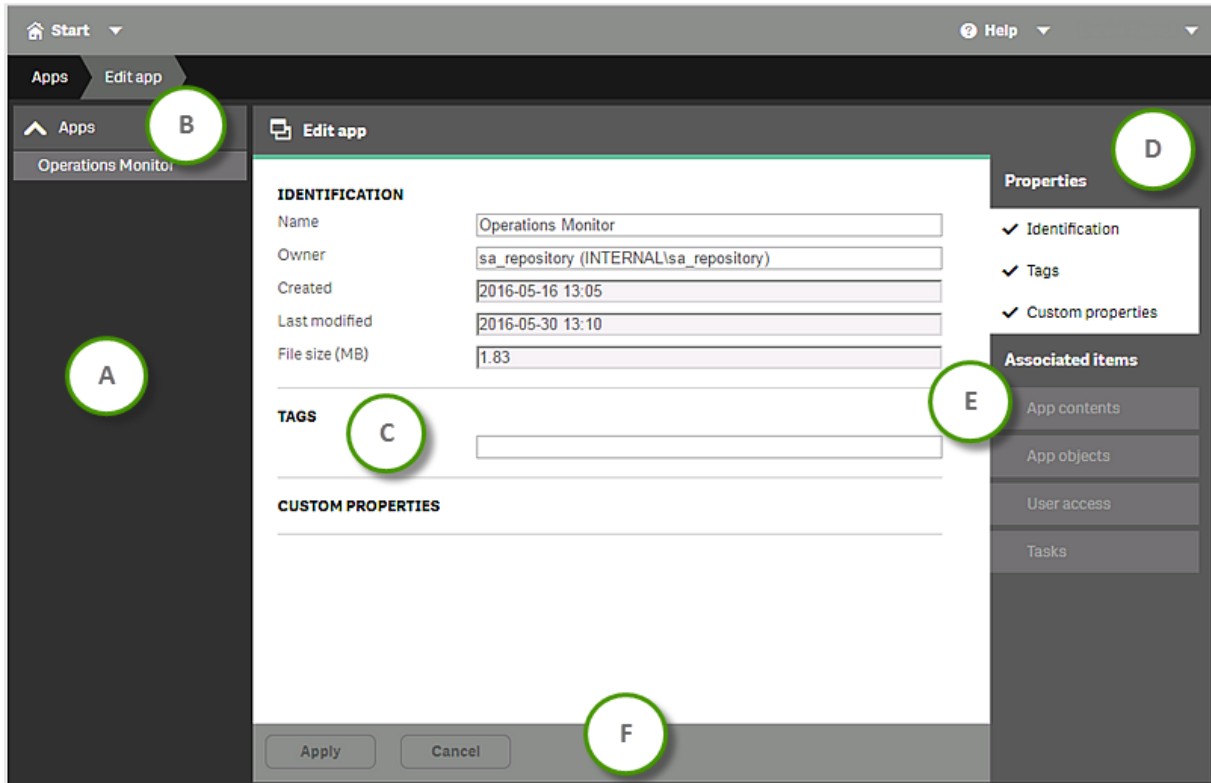 Start
Help
Apps
Edit app
Apps
B
Edit app
D
Operations Monitor
Properties
IDENTIFICATION
Name
Operations Monitor
Identification
Owner
sa_repository (INTERNAL\sa_repository)
Tags
Created
2016-05-16 13:05
Custom properties
Last modified
2016-05-30 13:10
File size (MB)
1.83
Associated items
A
E
App contents
TAGS
C
App objects
CUSTOM PROPERTIES
User access
Tasks
F
Apply
Cancel